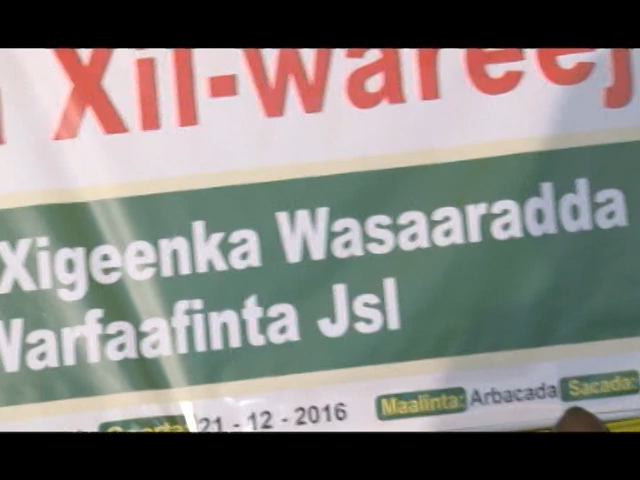 Xil-wareej
Xigeenka Wasaaradda
Warfaafinta Jsl
21 - 12 - 2016 Maalinta: Arbacada Sacada: